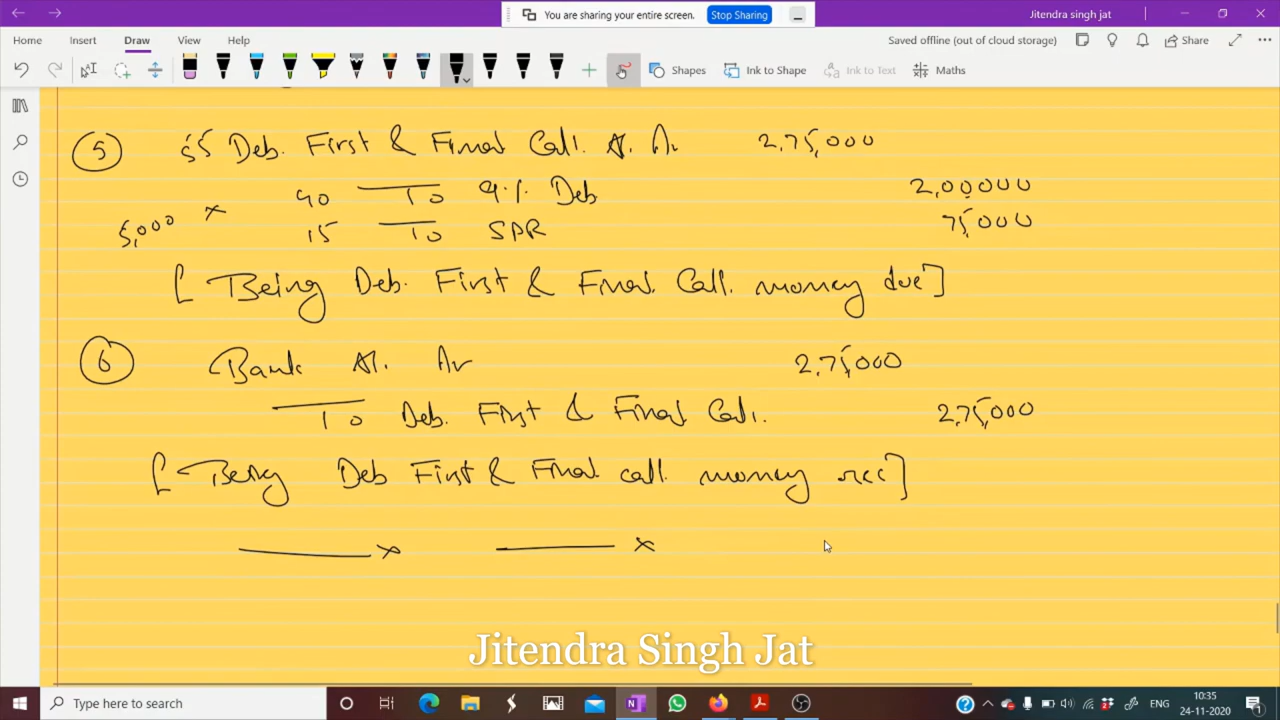 You are sharing your entire screen. Stop Sharing
Jitendra singh jat
Home Insert Draw View Help
Saved offline (out of cloud storage)
Share
Shapes
Ink to Shape
Ink to Text
Maths
5 55 Deb. First & Final Call. A. Dr 2,75,000
40 To 9.1. Deb 2,00000
5,000 x 15 To SPR 75,000
[ Being Deb. First & Final. Call. money due]
6 Bank A. Dr 2,75,000
To Deb. First & Final Call. 2,75,000
[ Being Deb First & Final call money rec]
x x
Jitendra Singh Jat
Type here to search
ENG
10:35
24-11-2020